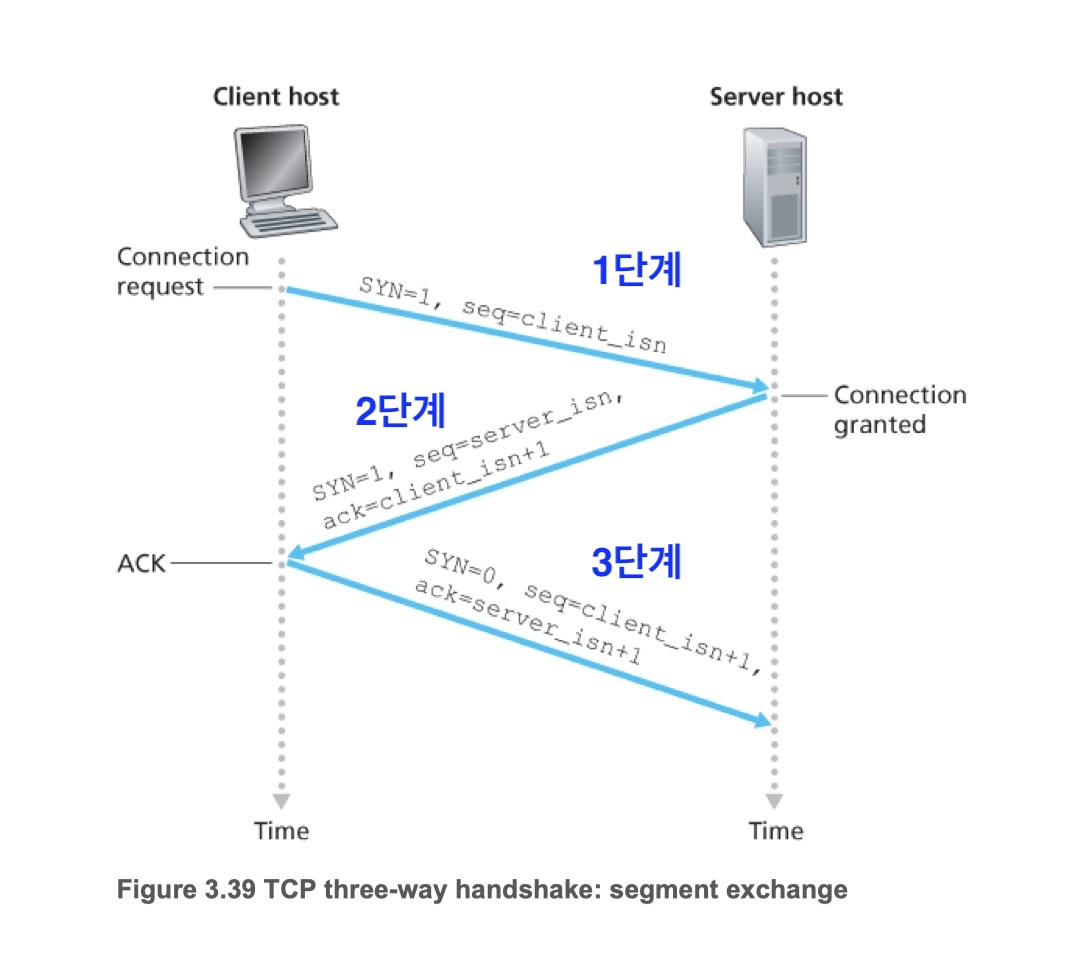 Client host
Server host
Connection
request
1단계
SYN=1, seq=client_isn
Connection
granted
2단계
SYN=1, seq=server_isn,
ack=client_isn+1
ACK
3단계
SYN=0, seq=client_isn+1,
ack=server_isn+1
Time
Time
Figure 3.39 TCP three-way handshake: segment exchange